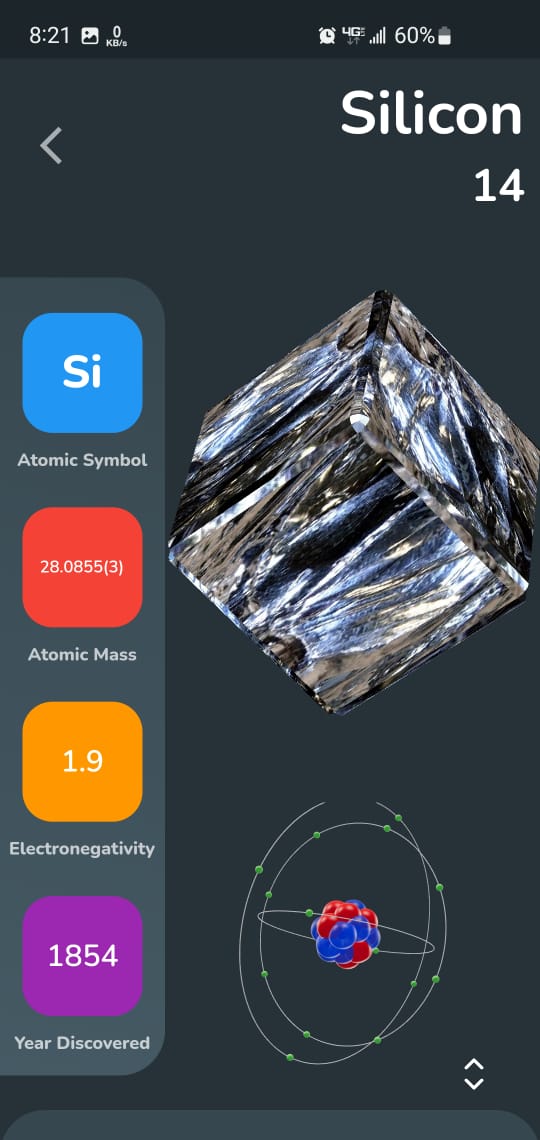 8:21 0 KB/s 4GE 60%
Silicon
14
Si
Atomic Symbol
28.0855(3)
Atomic Mass
1.9
Electronegativity
1854
Year Discovered